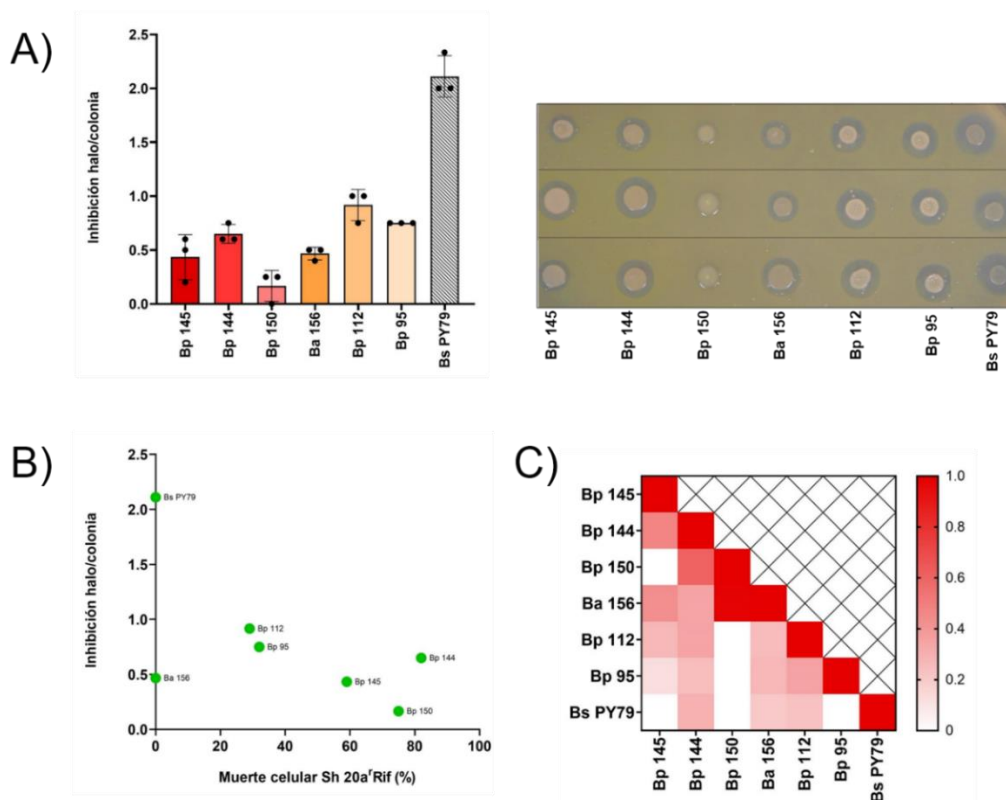 A)
Inhibición halo/colonia
2.5
2.0
1.5
1.0
0.5
0.0
Bp 145
Bp 144
Bp 150
Ba 156
Bp 112
Bp 95
Bs PY79
Bp 145
Bp 144
Bp 150
Ba 156
Bp 112
Bp 95
Bs PY79
B)
Inhibición halo/colonia
2.5
2.0
1.5
1.0
0.5
0.0
Bs PY79
Bp 112
Bp 95
Bp 144
Ba 156
Bp 145
Bp 150
0
20
40
60
80
100
Muerte celular Sh 20aʳRif (%)
C)
Bp 145
Bp 144
Bp 150
Ba 156
Bp 112
Bp 95
Bs PY79
1.0
0.8
0.6
0.4
0.2
0
Bp 145
Bp 144
Bp 150
Ba 156
Bp 112
Bp 95
Bs PY79